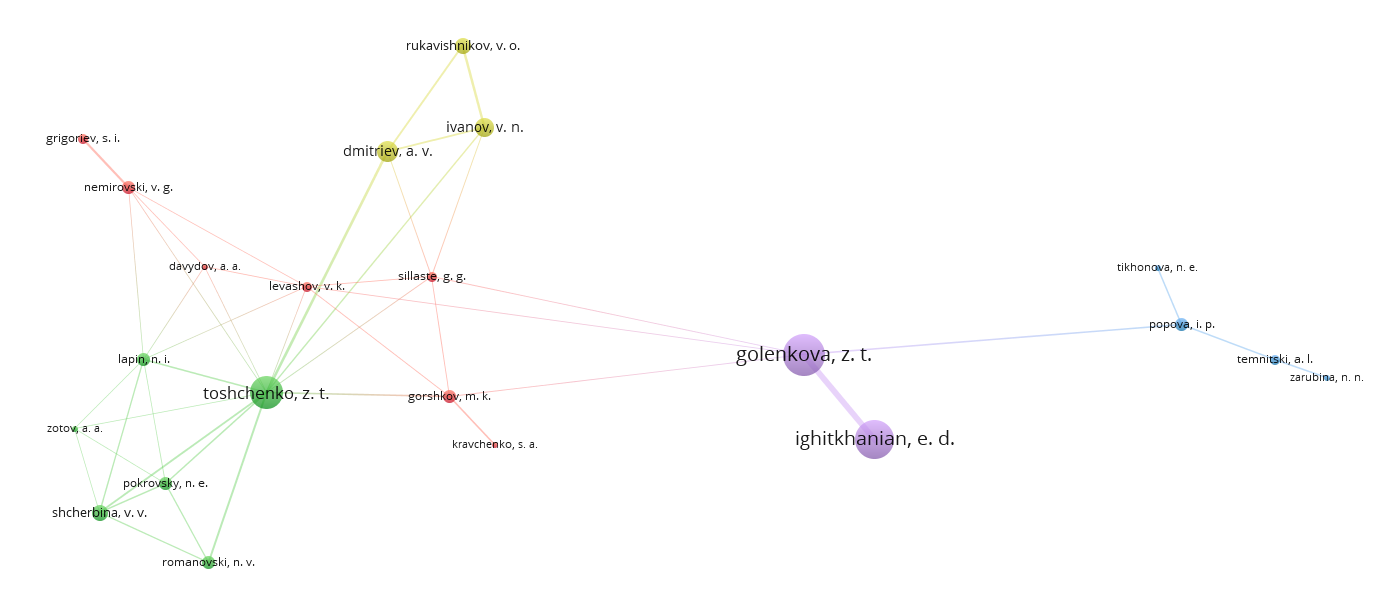 rukavishnikov, v. o.
ivanov, v. n.
grigoriev, s. i.
dmitriev, a. v.
nemirovski, v. g.
davydov, a. a.
tikhonova, n. e.
sillaste, g. g.
levashov, v. k.
popova, i. p.
golenkova, z. t.
lapin, n. i.
temnitski, a. l.
zarubina, n. n.
toshchenko, z. t.
gorshkov, m. k.
zotov, a. a.
ighitkhanian, e. d.
kravchenko, s. a.
pokrovsky, n. e.
shcherbina, v. v.
romanovski, n. v.